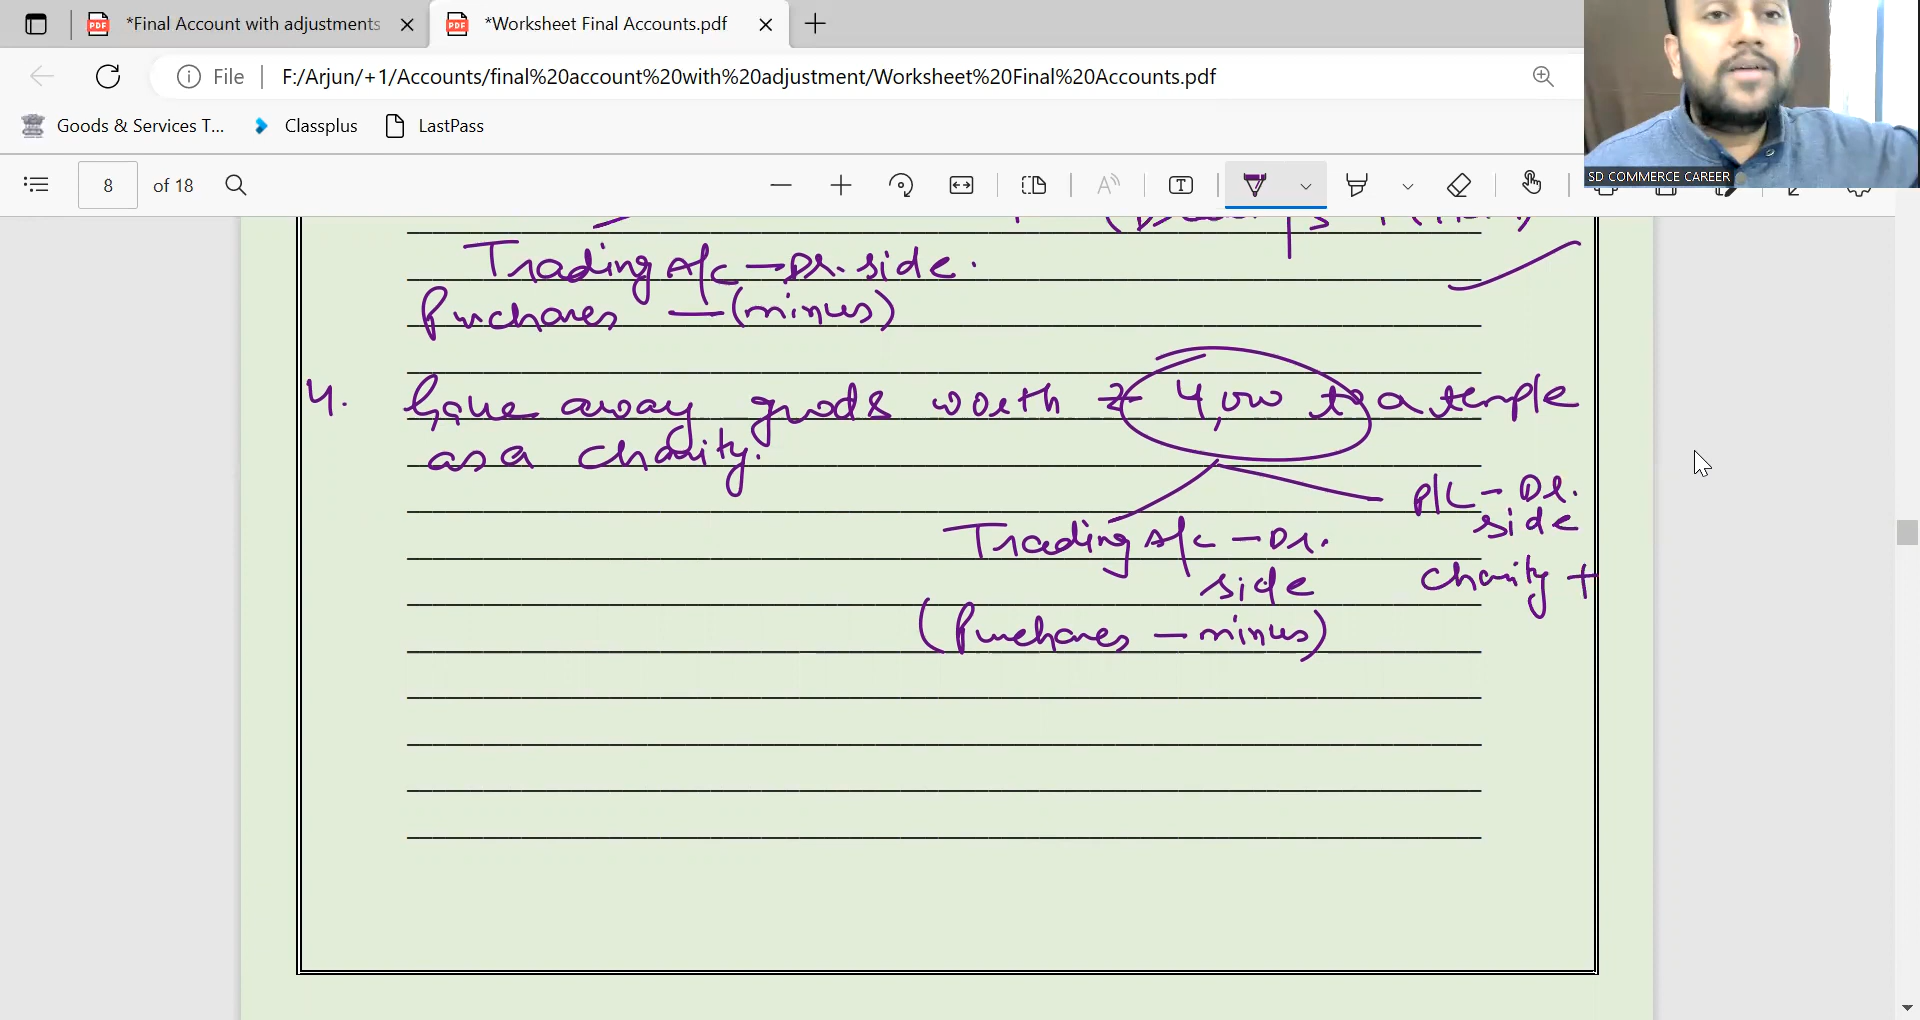 *Final Account with adjustments
*Worksheet Final Accounts.pdf
File F:/Arjun/+1/Accounts/final%20account%20with%20adjustment/Worksheet%20Final%20Accounts.pdf
Goods & Services T... Classplus LastPass
8 of 18
SD COMMERCE CAREER
Trading A/c - Dr. side.
Purchases - (minus)
4. Gave away goods worth ₹ 4,000 to a temple
as a charity.
P/L - Dr.
side
Trading A/c - Dr.
side
charity +
(Purchases - minus)